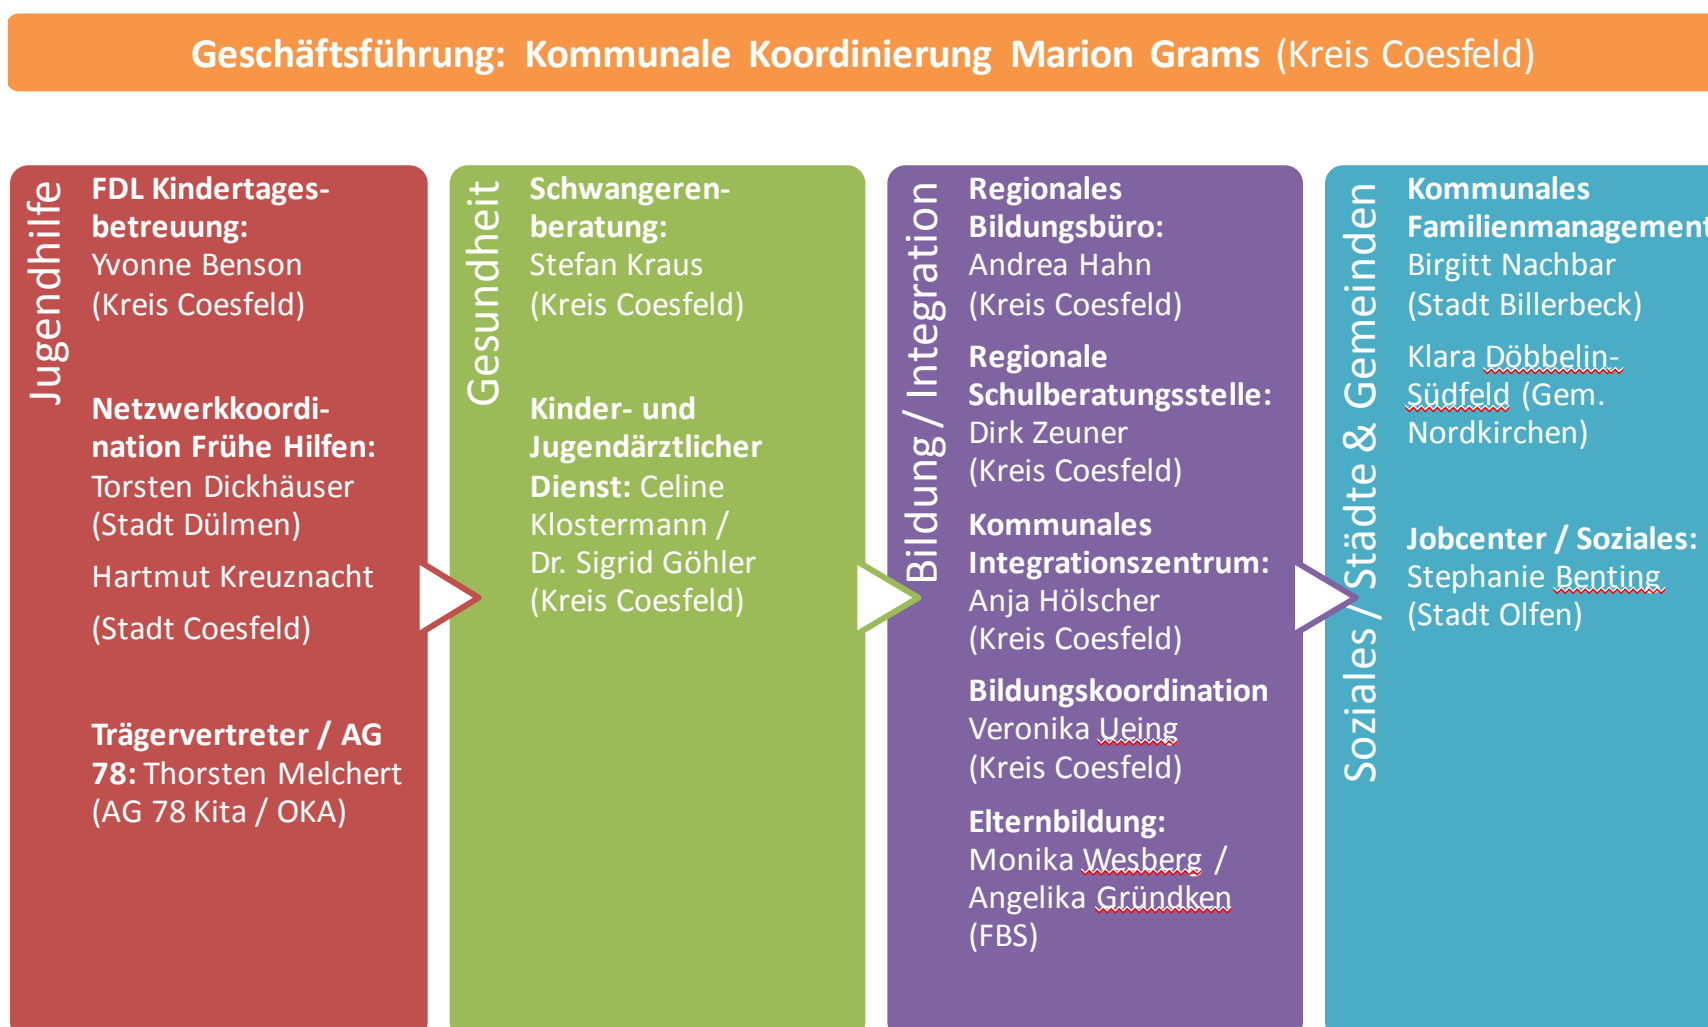 Geschäftsführung: Kommunale Koordinierung Marion Grams (Kreis Coesfeld)
Jugendhilfe
FDL Kindertages-
betreuung:
Yvonne Benson
(Kreis Coesfeld)
Netzwerkkoordi-
nation Frühe Hilfen:
Torsten Dickhäuser
(Stadt Dülmen)
Hartmut Kreuznacht
(Stadt Coesfeld)
Trägervertreter / AG
78: Thorsten Melchert
(AG 78 Kita / OKA)
Gesundheit
Schwangeren-
beratung:
Stefan Kraus
(Kreis Coesfeld)
Kinder- und
Jugendärztlicher
Dienst: Celine
Klostermann /
Dr. Sigrid Göhler
(Kreis Coesfeld)
Bildung / Integration
Regionales
Bildungsbüro:
Andrea Hahn
(Kreis Coesfeld)
Regionale
Schulberatungsstelle:
Dirk Zeuner
(Kreis Coesfeld)
Kommunales
Integrationszentrum:
Anja Hölscher
(Kreis Coesfeld)
Bildungskoordination
Veronika Ueing
(Kreis Coesfeld)
Elternbildung:
Monika Wesberg /
Angelika Gründken
(FBS)
Soziales / Städte & Gemeinden
Kommunales
Familienmanagement
Birgitt Nachbar
(Stadt Billerbeck)
Klara Döbbelin-
Südfeld (Gem.
Nordkirchen)
Jobcenter / Soziales:
Stephanie Benting
(Stadt Olfen)